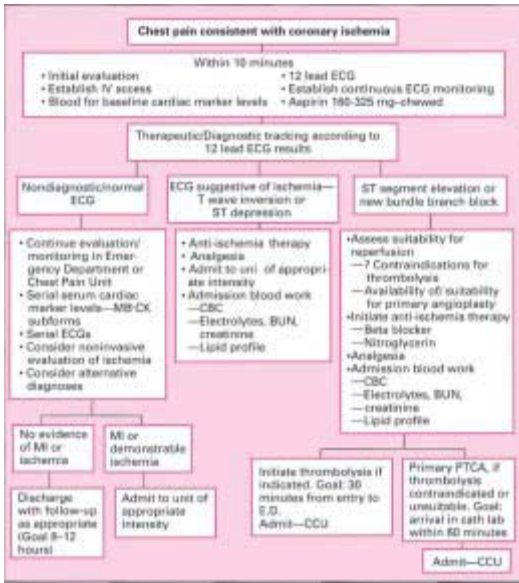 Chest pain consistent with coronary ischemia
Within 10 minutes
• Initial evaluation
• Establish IV access
• Blood for baseline cardiac marker levels
• 12 lead ECG
• Establish continuous ECG monitoring
• Aspirin 160-325 mg–chewed
Therapeutic/Diagnostic tracking according to
12 lead ECG results
Nondiagnostic/normal
ECG
• Continue evaluation/
monitoring in Emer-
gency Department or
Chest Pain Unit
• Serial serum cardiac
marker levels—MB-CK
subforms
• Serial ECGs
• Consider noninvasive
evaluation of ischemia
• Consider alternative
diagnoses
No evidence
of MI or
ischemia
Discharge
with follow-up
as appropriate
(Goal 8–12
hours)
MI or
demonstrable
ischemia
Admit to unit of
appropriate
intensity
ECG suggestive of ischemia—
T wave inversion or
ST depression
• Anti-ischemia therapy
• Analgesia
• Admit to uni of appropri-
ate intensity
• Admission blood work
—CBC
—Electrolytes, BUN,
creatinine
—Lipid profile
ST segment elevation or
new bundle branch block
•Assess suitability for
reperfusion
—? Contraindications for
thrombolysis
—Availability of/ suitability
for primary angioplasty
•Initiate anti-ischemia therapy
—Beta blocker
—Nitroglycerin
•Analgesia
•Admission blood work
—CBC
—Electrolytes, BUN,
—creatinine
—Lipid profile
Initiate thrombolysis if
indicated. Goal: 30
minutes from entry to
E.D.
Admit—CCU
Primary PTCA, if
thrombolysis
contraindicated or
unsuitable. Goal:
arrival in cath lab
within 60 minutes
Admit—CCU